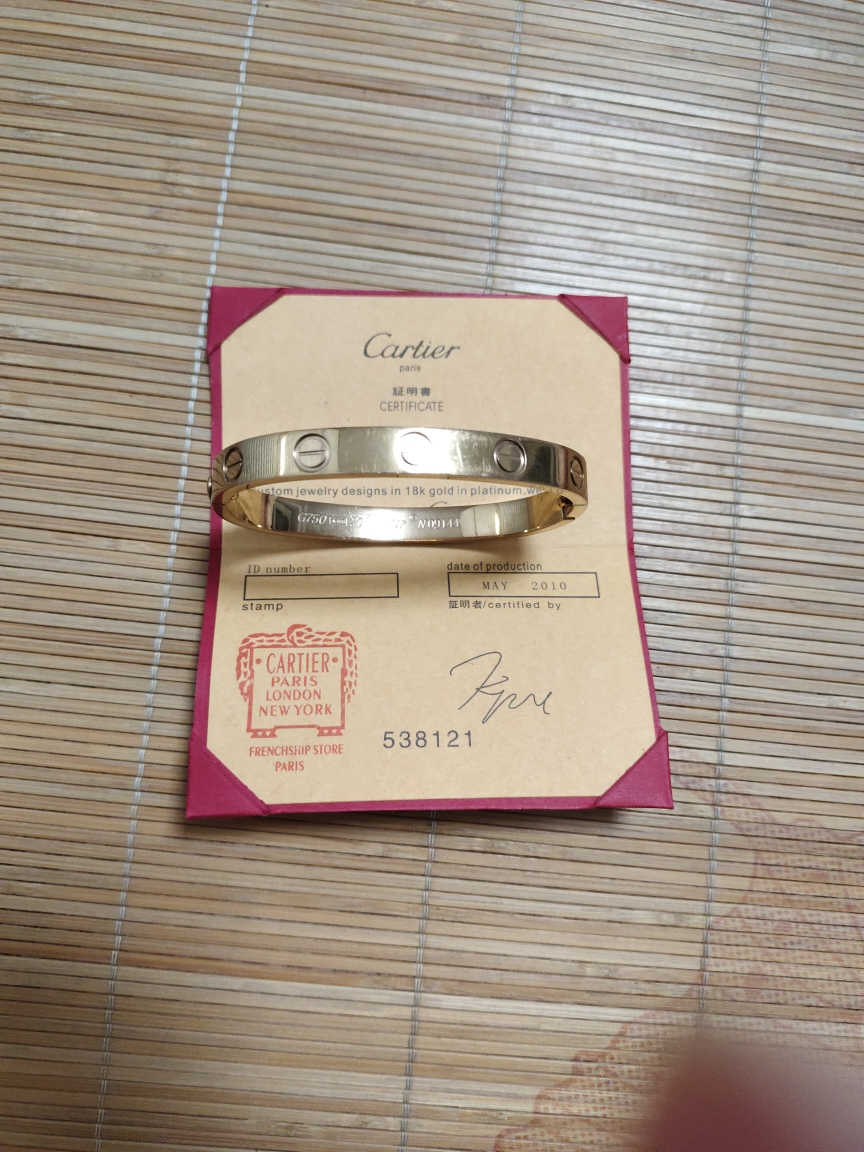 Cartier
paris
証明書
CERTIFICATE
ustom jewelry designs in 18k gold in platinum,
G750
N09144
ID number
date of production
MAY 2010
stamp
証明者/certified by
CARTIER
PARIS
LONDON
NEW YORK
FRENCHSHIP STORE
PARIS
538121